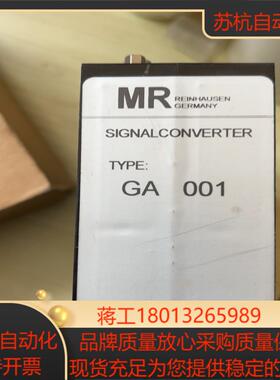 苏杭自动
MR REINHAUSEN
GERMANY
SIGNALCONVERTER
TYPE:
GA 001
蒋工18013265989
自动化
品牌质量放心采购质量保
开票
现货充足为您提供定制的